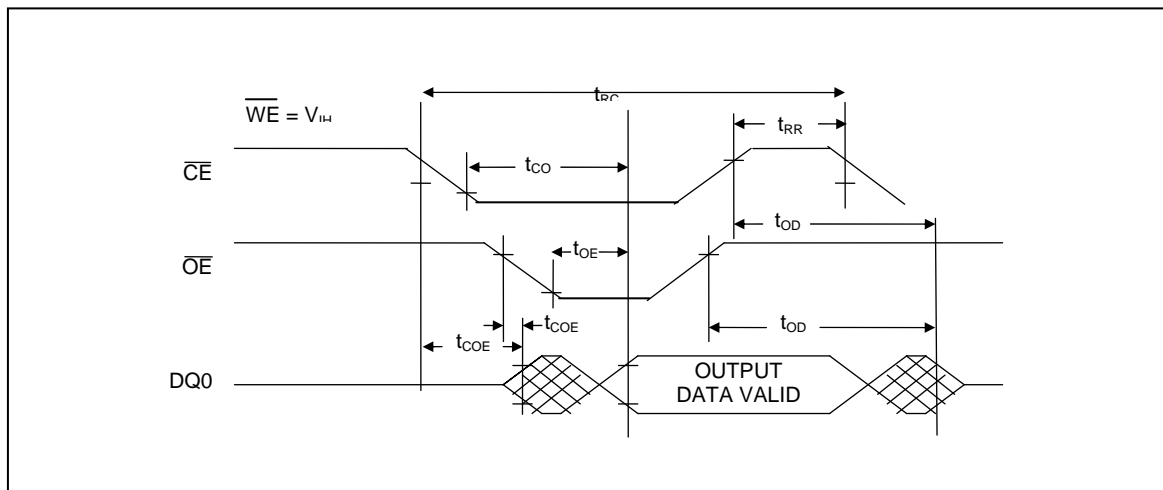 tRC
WE = VIH
tRR
CE
tCO
tOD
OE
tOE
tCOE
tOD
tCOE
DQ0
OUTPUT
DATA VALID